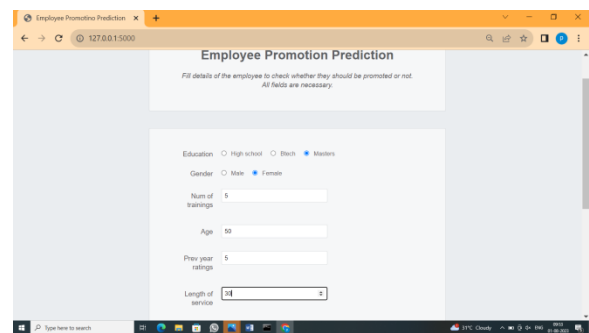 Employee Promotino Prediction
127.0.0.1:5000
Employee Promotion Prediction
Fill details of the employee to check whether they should be promoted or not.
All fields are necessary.
Education High school Btech Masters
Gender Male Female
Num of
trainings
5
Age 50
Prev year
ratings
5
Length of
service
30
Type here to search
31°C Cloudy ENG 09:53